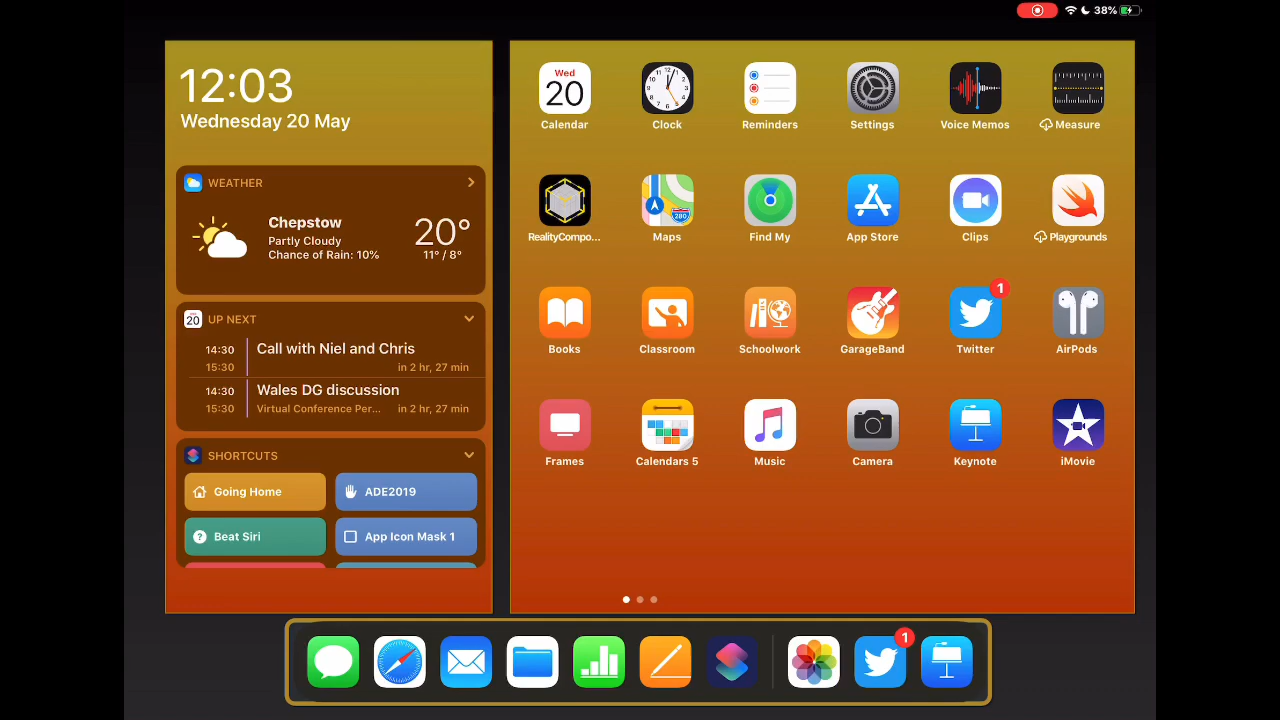 38%
12:03
Wednesday 20 May
WEATHER
Chepstow
Partly Cloudy
Chance of Rain: 10%
20°
11° / 8°
20
UP NEXT
14:30 Call with Niel and Chris
15:30 in 2 hr, 27 min
14:30 Wales DG discussion
15:30 Virtual Conference Per... in 2 hr, 27 min
SHORTCUTS
Going Home
ADE2019
Beat Siri
App Icon Mask 1
Wed
20
Calendar
Clock
Reminders
Settings
Voice Memos
Measure
RealityCompo...
280
Maps
Find My
App Store
Clips
Playgrounds
Books
Classroom
Schoolwork
GarageBand
1
Twitter
AirPods
Frames
Calendars 5
Music
Camera
Keynote
iMovie
1